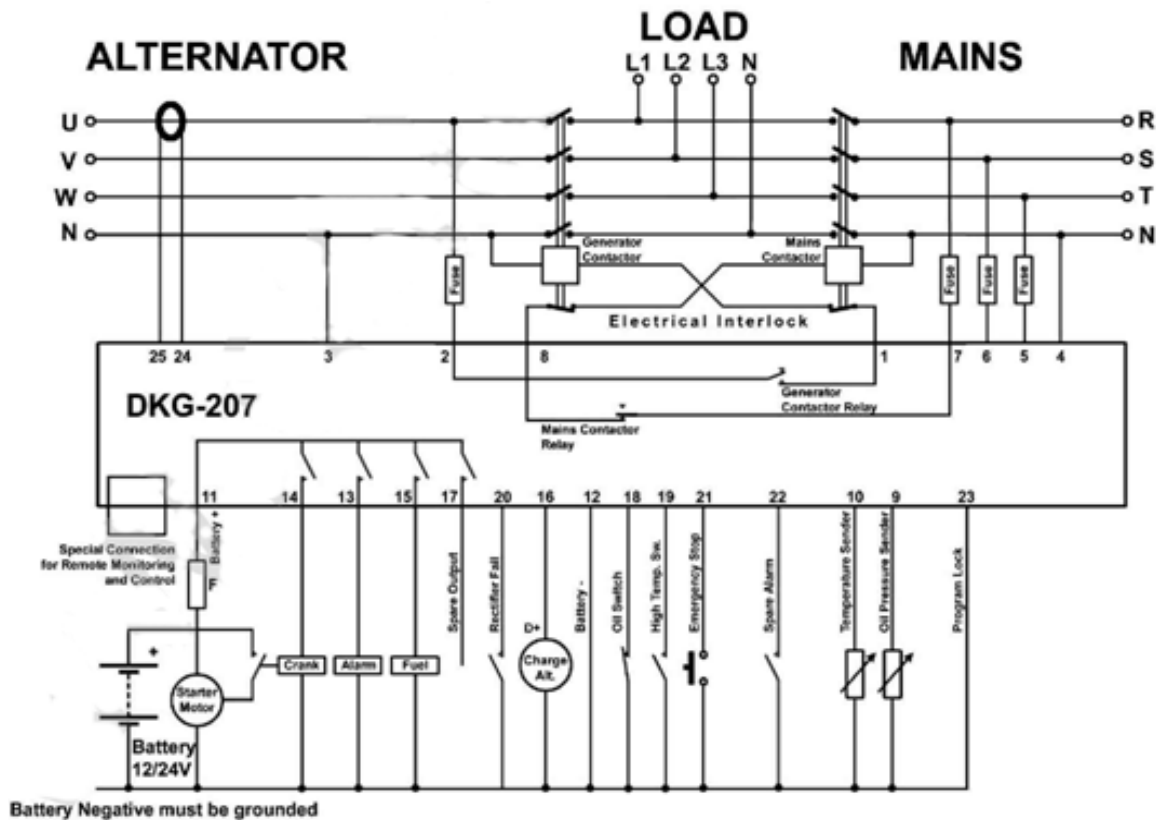 ALTERNATOR
LOAD
MAINS
L1 L2 L3 N
U
V
W
N
R
S
T
N
Generator
Contactor
Mains
Contactor
Fuse
Fuse
Fuse
Fuse
Electrical Interlock
25 24 3 2 8 1 7 6 5 4
DKG-207
Generator
Contactor Relay
Mains Contactor
Relay
11 14 13 15 17 20 16 12 18 19 21 22 10 9 23
Special Connection
for Remote Monitoring
and Control
Battery +
F
Spare Output
Rectifier Fail
Battery -
Oil Switch
High Temp. Sw.
Emergency Stop
Spare Alarm
Temperature Sender
Oil Pressure Sender
Program Lock
D+
Charge
Alt.
+
Crank
Alarm
Fuel
Starter
Motor
Battery
12/24V
Battery Negative must be grounded